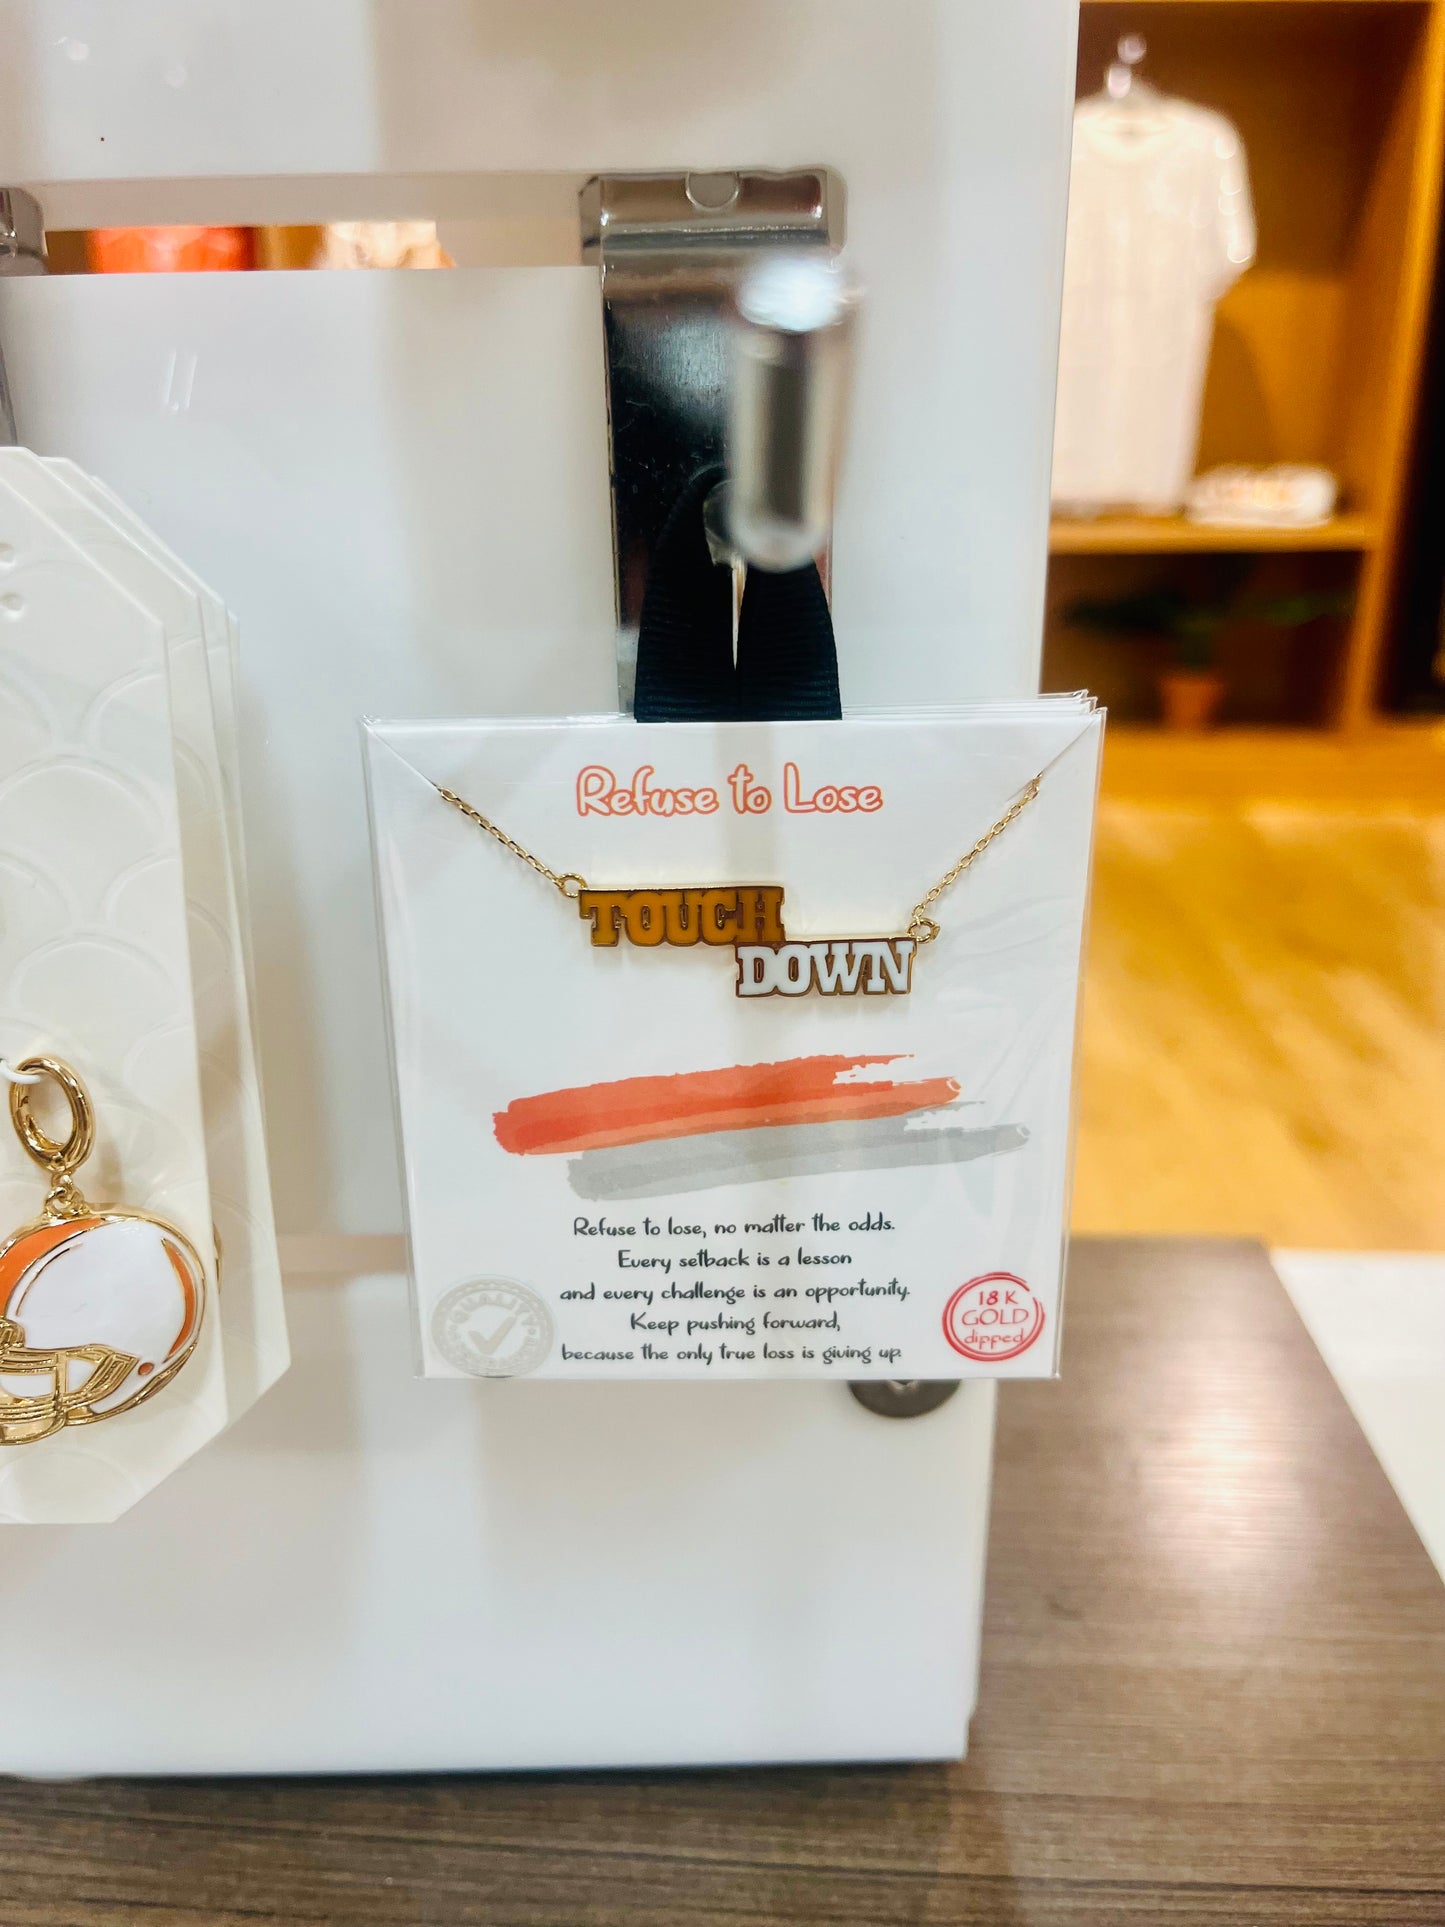 Refuse to Lose
TOUCH
DOWN
Refuse to lose, no matter the odds.
Every setback is a lesson
and every challenge is an opportunity.
Keep pushing forward,
because the only true loss is giving up.
QUALITY
18 K
GOLD
dipped